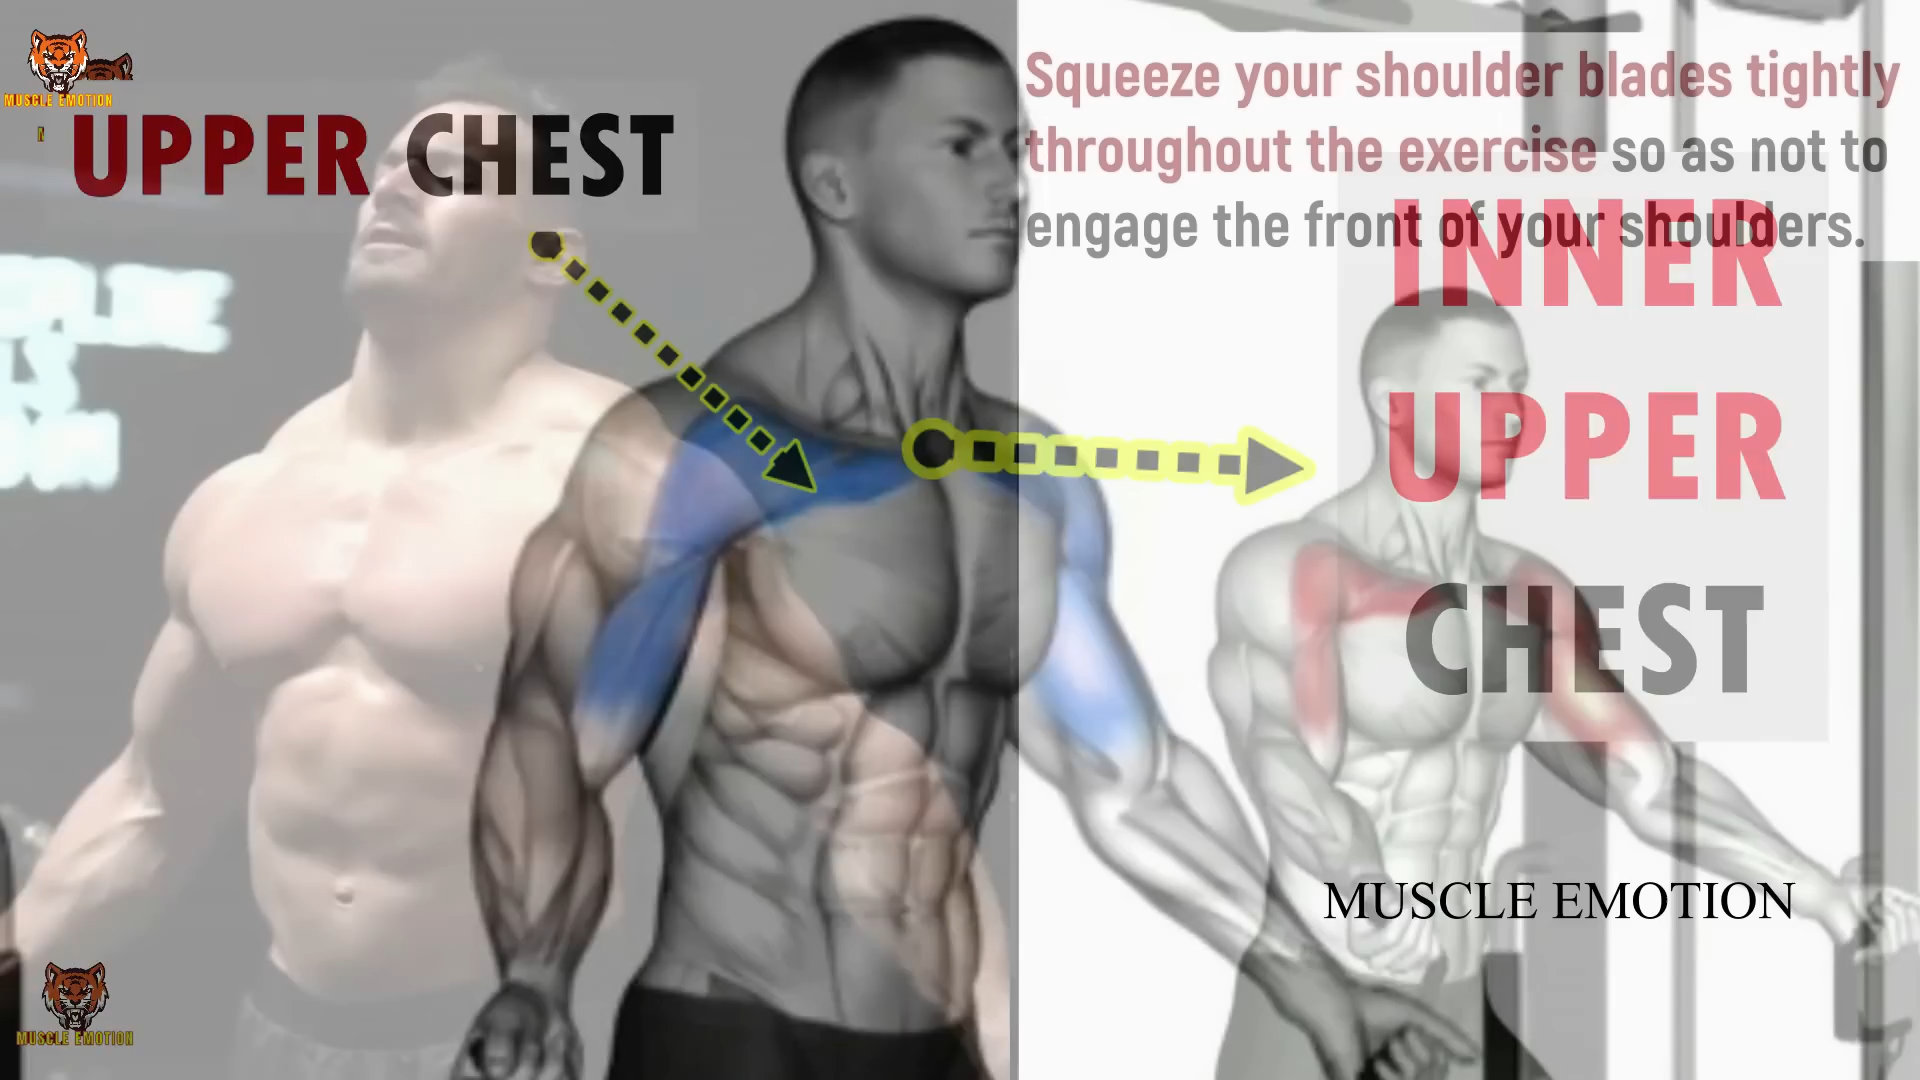 MUSCLE EMOTION
UPPER CHEST
Squeeze your shoulder blades tightly
throughout the exercise so as not to
engage the front of your shoulders.
INNER
UPPER
CHEST
MUSCLE EMOTION
MUSCLE EMOTION